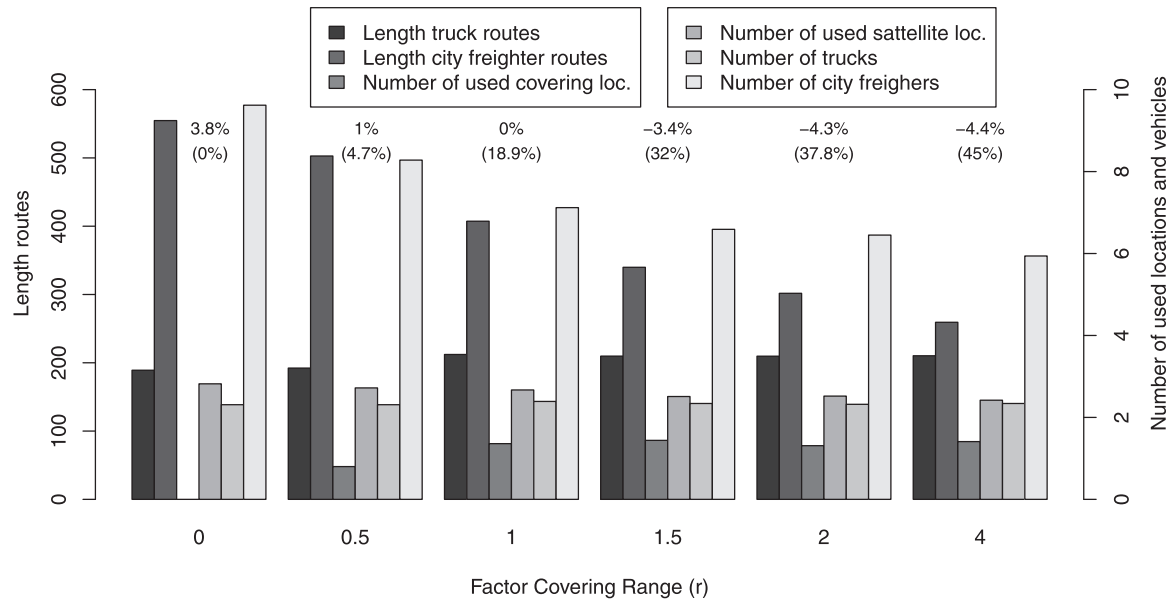 Length truck routes
Length city freighter routes
Number of used covering loc.
Number of used sattellite loc.
Number of trucks
Number of city freighers
600
500
400
300
200
100
0
Length routes
3.8%
(0%)
1%
(4.7%)
0%
(18.9%)
−3.4%
(32%)
−4.3%
(37.8%)
−4.4%
(45%)
10
8
6
4
2
0
Number of used locations and vehicles
0 0.5 1 1.5 2 4
Factor Covering Range (r)